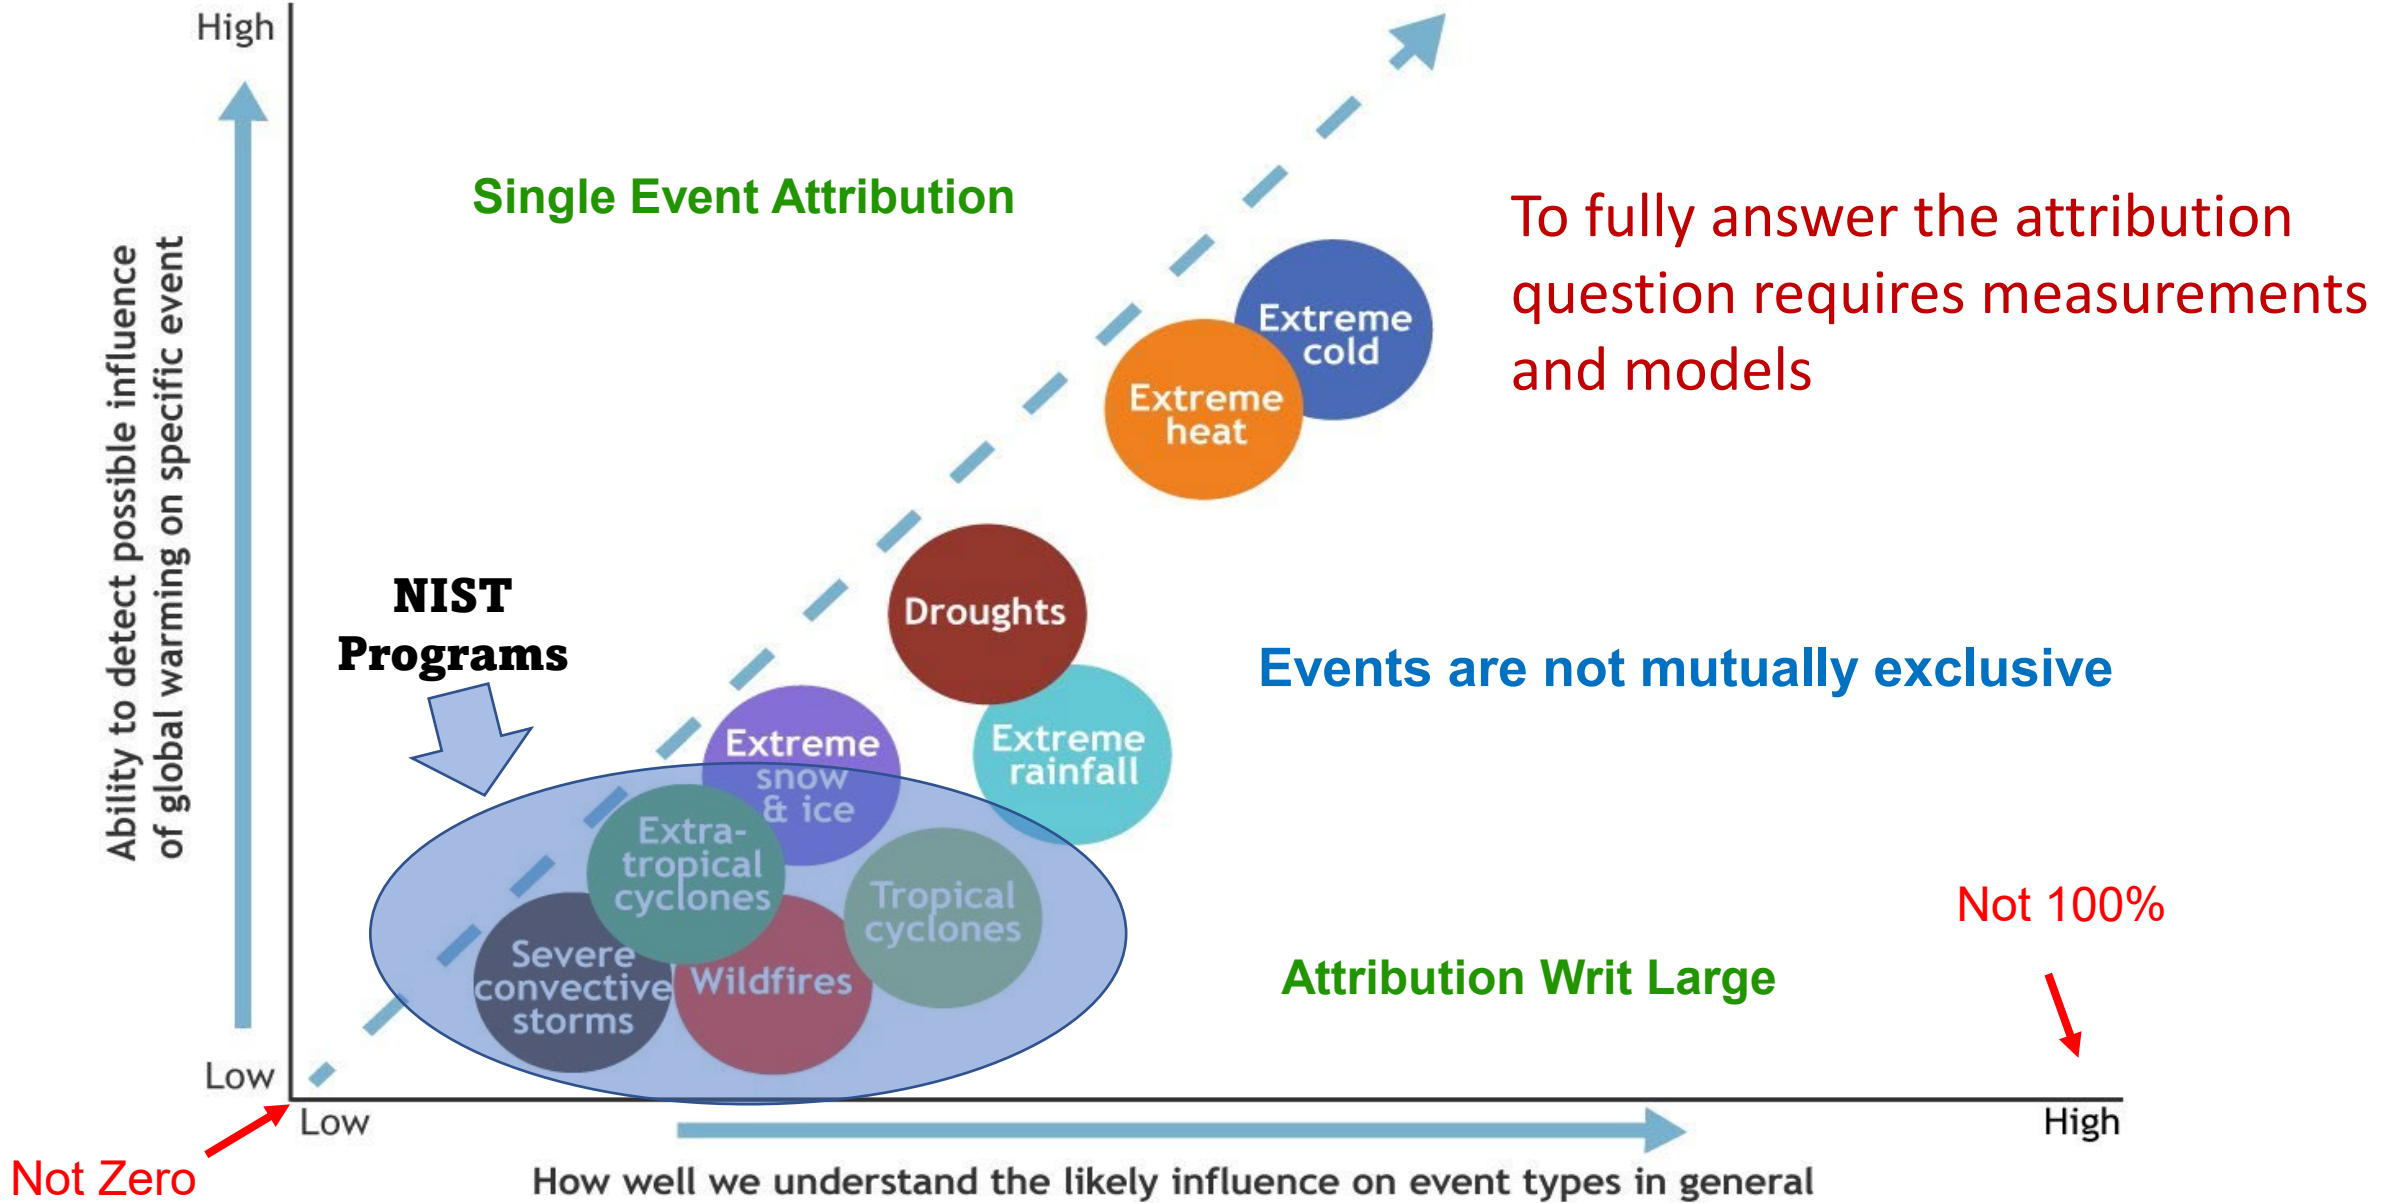 High
Single Event Attribution
To fully answer the attribution
question requires measurements
and models
Extreme
cold
Extreme
heat
Ability to detect possible influence
of global warming on specific event
NIST
Programs
Droughts
Events are not mutually exclusive
Extreme
snow
& ice
Extreme
rainfall
Extra-
tropical
cyclones
Tropical
cyclones
Not 100%
Severe
convective
storms
Wildfires
Attribution Writ Large
Low
Low
High
Not Zero
How well we understand the likely influence on event types in general